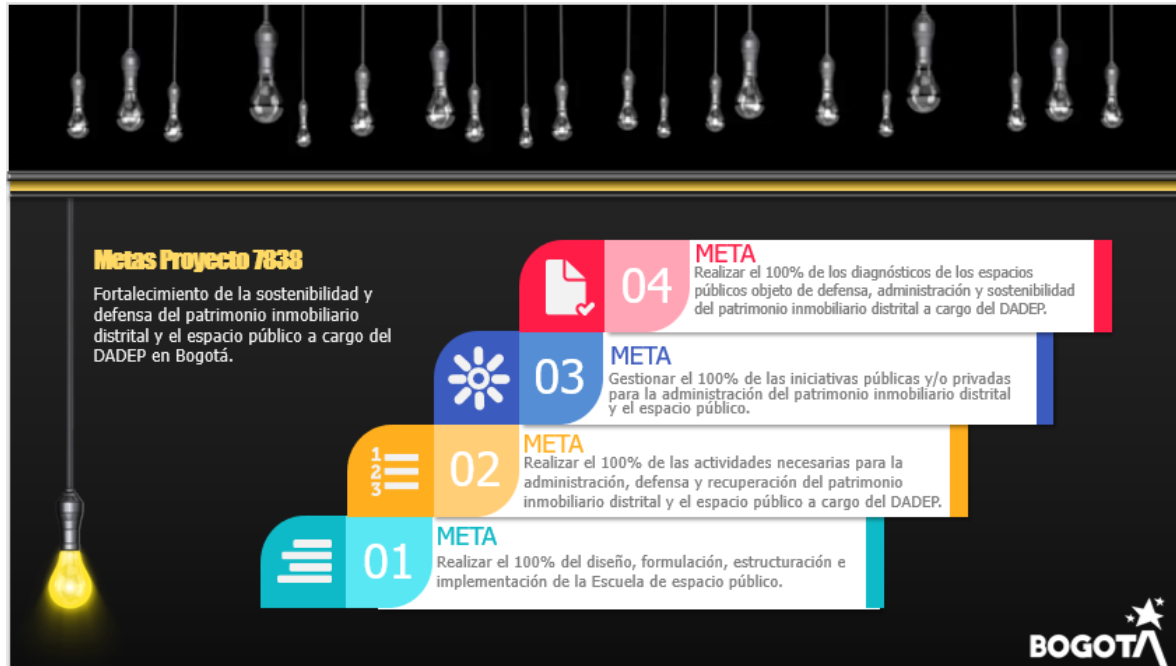 Metas Proyecto 7838
Fortalecimiento de la sostenibilidad y
defensa del patrimonio inmobiliario
distrital y el espacio público a cargo del
DADEP en Bogotá.
04
META
Realizar el 100% de los diagnósticos de los espacios
públicos objeto de defensa, administración y sostenibilidad
del patrimonio inmobiliario distrital a cargo del DADEP.
03
META
Gestionar el 100% de las iniciativas públicas y/o privadas
para la administración del patrimonio inmobiliario distrital
y el espacio público.
1
2
3
02
META
Realizar el 100% de las actividades necesarias para la
administración, defensa y recuperación del patrimonio
inmobiliario distrital y el espacio público a cargo del DADEP.
01
META
Realizar el 100% del diseño, formulación, estructuración e
implementación de la Escuela de espacio público.
BOGOTÁ